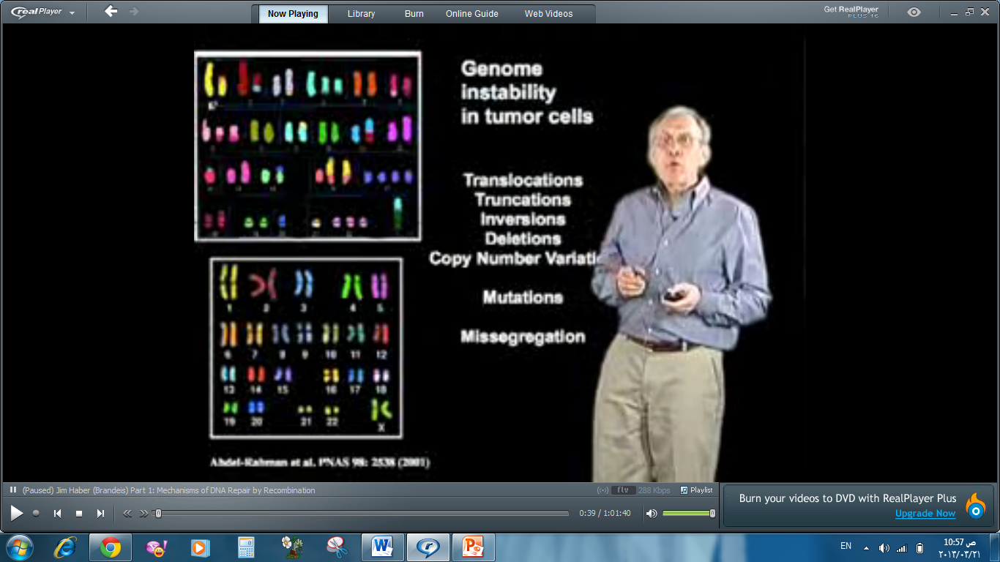 realPlayer
Now Playing
Library
Burn
Online Guide
Web Videos
Get RealPlayer
PLUS 16
Genome
instability
in tumor cells
Translocations
Truncations
Inversions
Deletions
Copy Number Variati
Mutations
Missegregation
1 2 3 4 5
6 7 8 9 10 11 12
13 14 15 16 17 18
19 20 21 22 X
Abdel-Rahman et al. PNAS 98: 2538 (2001)
(Paused) Jim Haber (Brandeis) Part 1: Mechanisms of DNA Repair by Recombination
flv 288 Kbps
Playlist
0:39 / 1:01:40
Burn your videos to DVD with RealPlayer Plus
Upgrade Now
EN
10:57 ص
٢٠١٣/٠٣/٢١